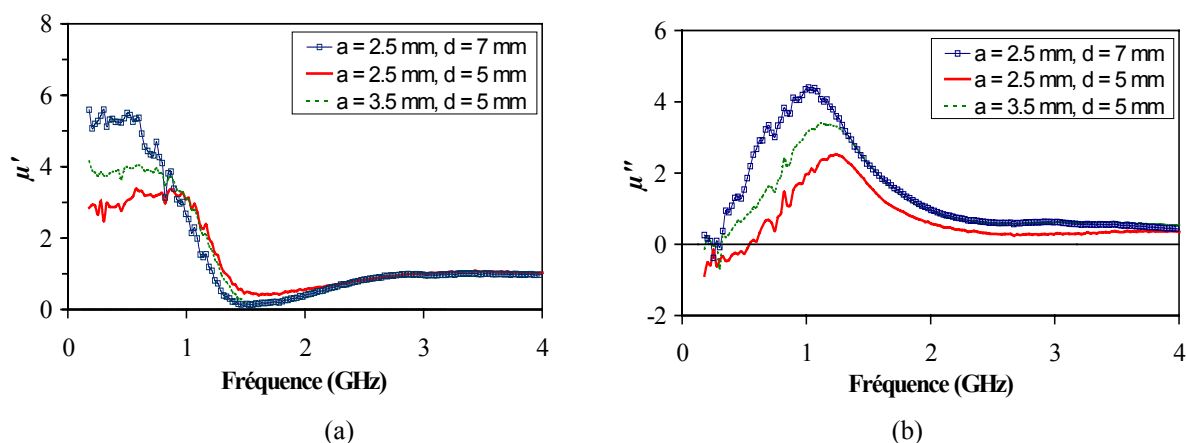 8
6
4
2
0
μ'
a = 2.5 mm, d = 7 mm
a = 2.5 mm, d = 5 mm
a = 3.5 mm, d = 5 mm
0 1 2 3 4
Fréquence (GHz)
(a)
6
4
2
0
-2
μ''
a = 2.5 mm, d = 7 mm
a = 2.5 mm, d = 5 mm
a = 3.5 mm, d = 5 mm
0 1 2 3 4
Fréquence (GHz)
(b)